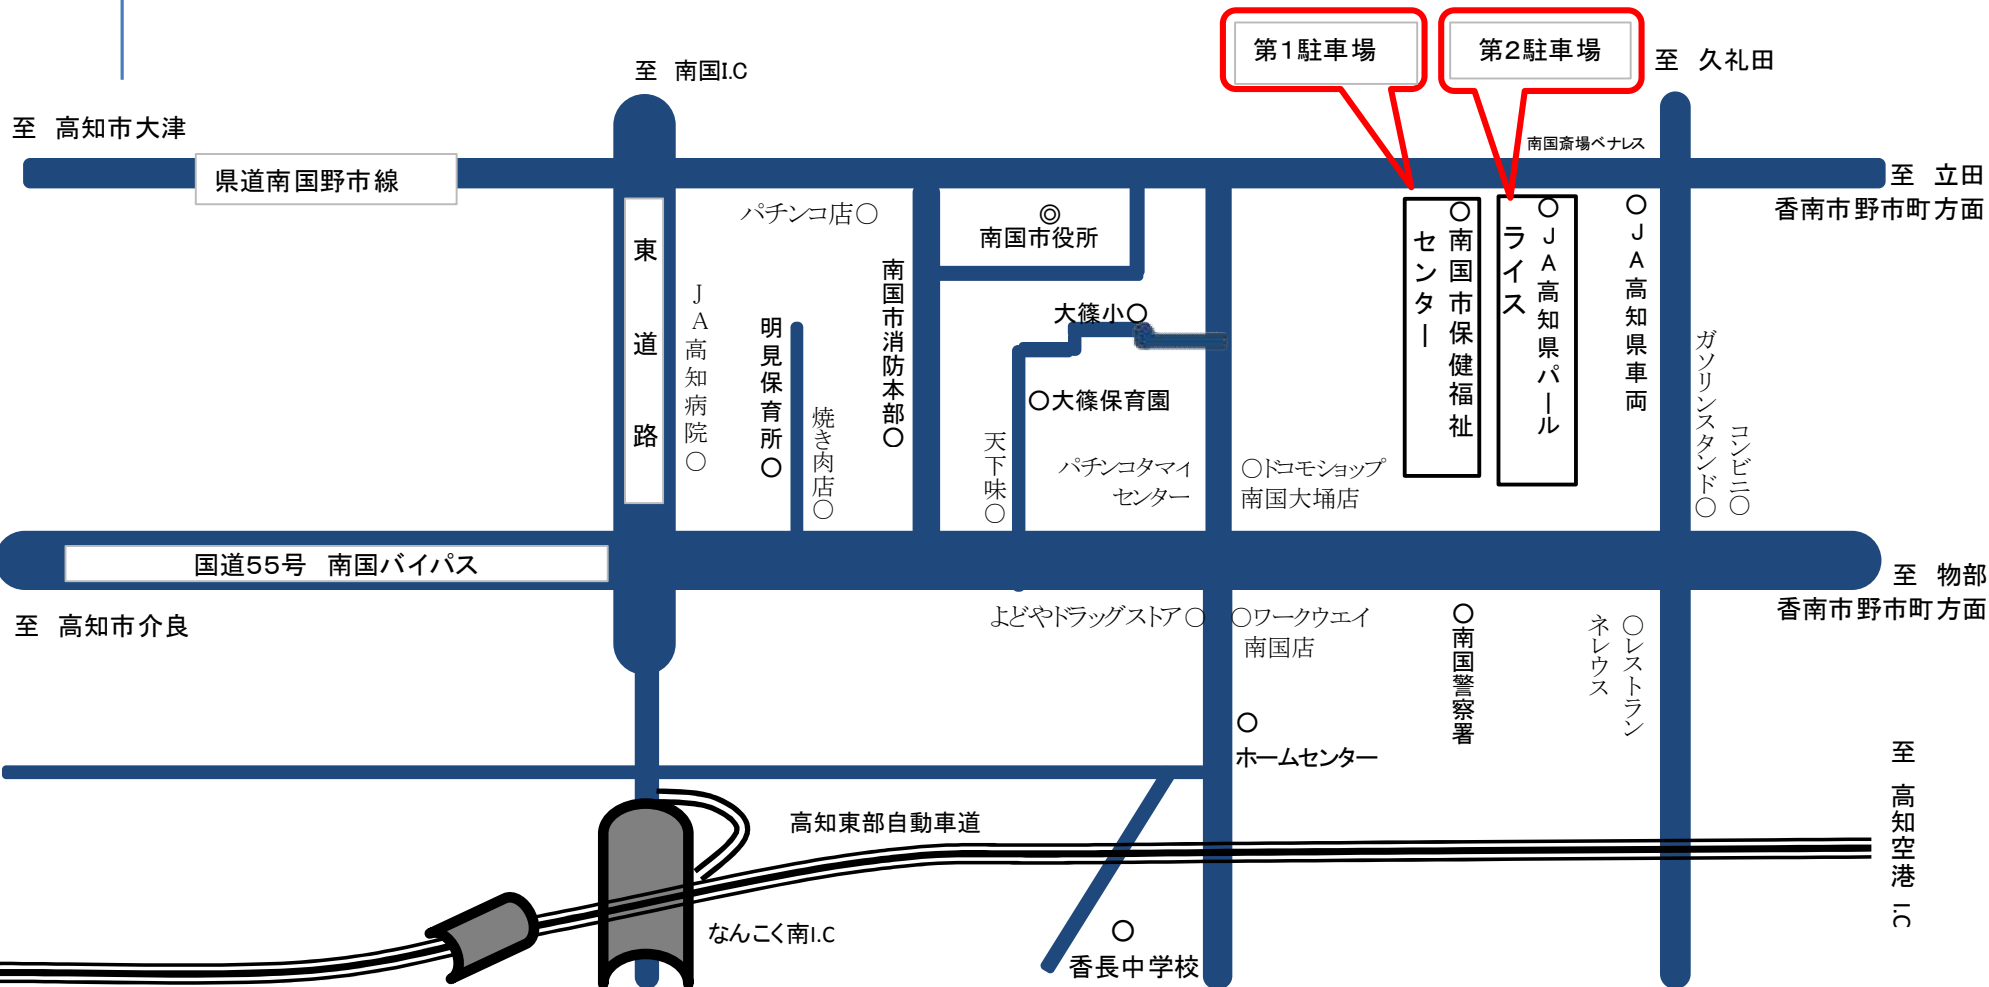 第1駐車場
第2駐車場
至 南国I.C
至 久礼田
至 高知市大津
南国斎場ベナレス
県道南国野市線
至 立田
香南市野市町方面
東道路
パチンコ店○
◎
南国市役所
○南国市保健福祉
センター
○JA高知県パール
ライス
○JA高知県車両
南国市消防本部○
JA高知病院○
明見保育所○
焼き肉店○
大篠小○
○大篠保育園
天下味○
パチンコタマイ
センター
○ドコモショップ
南国大埇店
ガソリンスタンド○
コンビニ○
国道55号 南国バイパス
至 物部
香南市野市町方面
至 高知市介良
よどやドラッグストア○
○ワークウエイ
南国店
○南国警察署
○レストラン
ネレウス
○
ホームセンター
至 高知空港 I.C
高知東部自動車道
なんこく南I.C
○
香長中学校